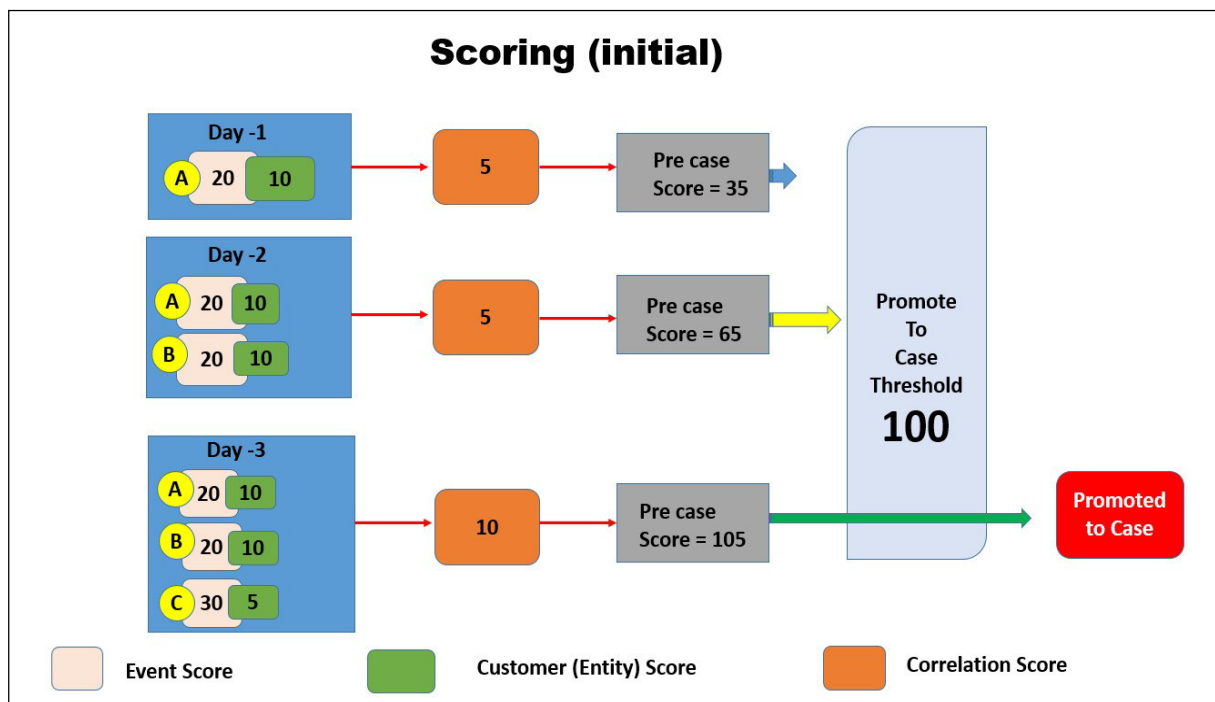 Scoring (initial)
Day -1
A 20 10
5
Pre case
Score = 35
Day -2
A 20 10
B 20 10
5
Pre case
Score = 65
Promote
To
Case
Threshold
100
Day -3
A 20 10
B 20 10
C 30 5
10
Pre case
Score = 105
Promoted
to Case
Event Score
Customer (Entity) Score
Correlation Score